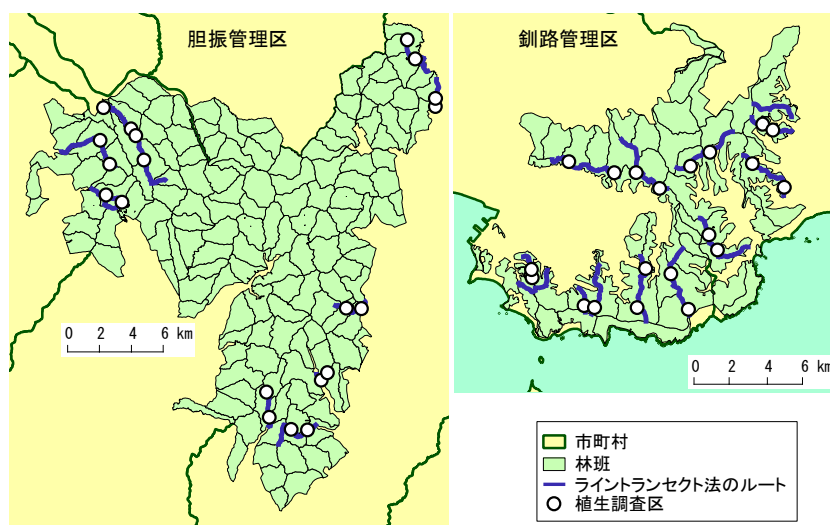 胆振管理区
釧路管理区
0 2 4 6 km
0 2 4 6 km
市町村
林班
ライントランセクト法のルート
植生調査区